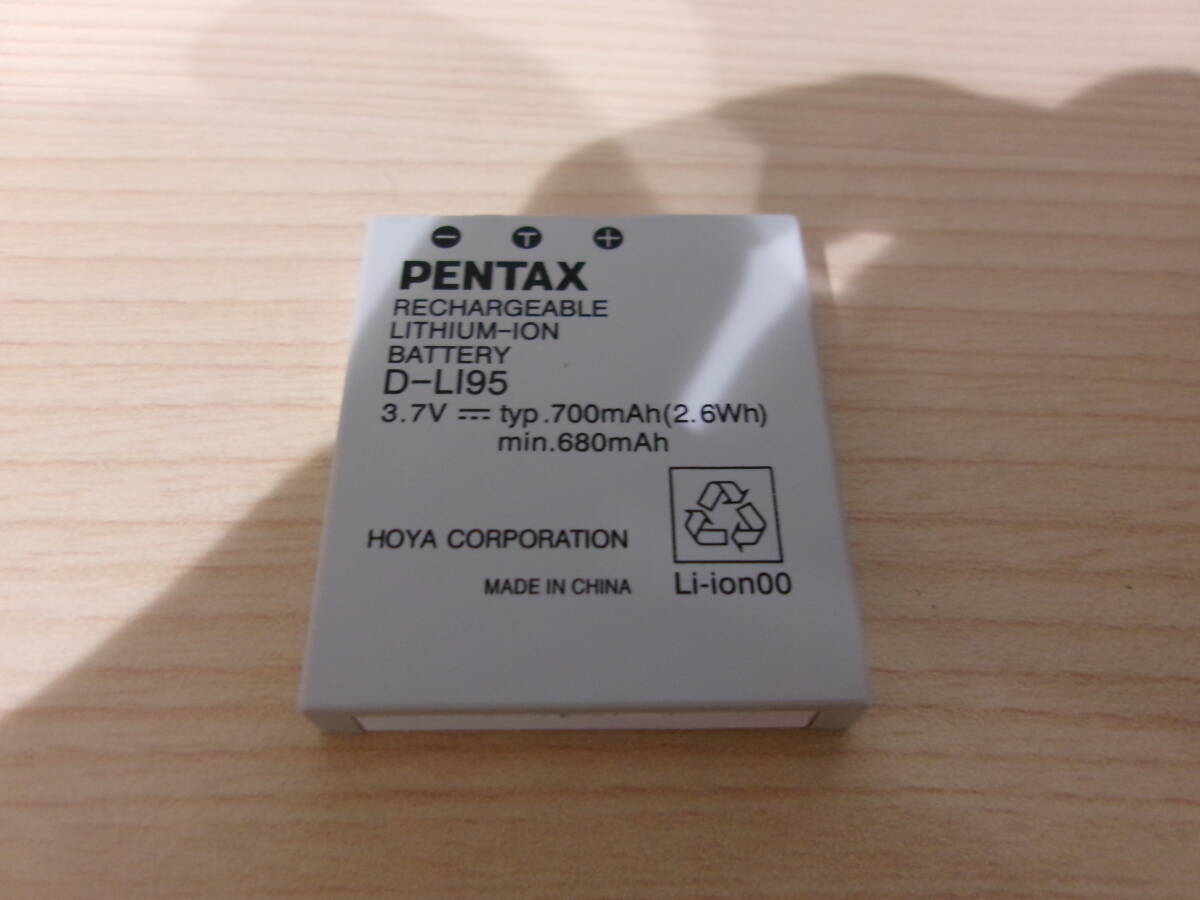 − T +
PENTAX
RECHARGEABLE
LITHIUM-ION
BATTERY
D-LI95
3.7V ⎓ typ.700mAh(2.6Wh)
min.680mAh
HOYA CORPORATION
MADE IN CHINA
Li-ion00